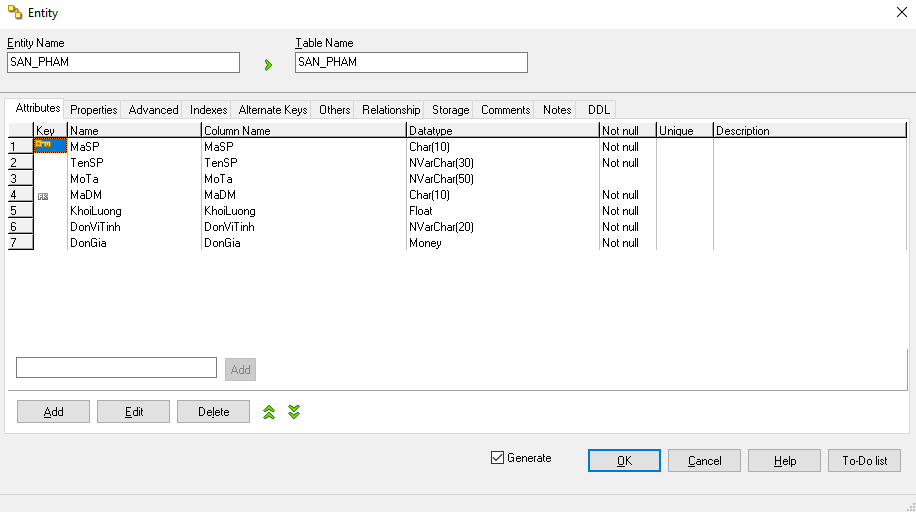 Entity
Entity Name
Table Name
SAN_PHAM
SAN_PHAM
Attributes Properties Advanced Indexes Alternate Keys Others Relationship Storage Comments Notes DDL
Key Name Column Name Datatype Not null Unique Description
1 MaSP MaSP Char(10) Not null
2 TenSP TenSP NVarChar(30) Not null
3 MoTa MoTa NVarChar(50)
4 FK MaDM MaDM Char(10) Not null
5 KhoiLuong KhoiLuong Float Not null
6 DonViTinh DonViTinh NVarChar(20) Not null
7 DonGia DonGia Money Not null
Add
Add Edit Delete
Generate OK Cancel Help To-Do list